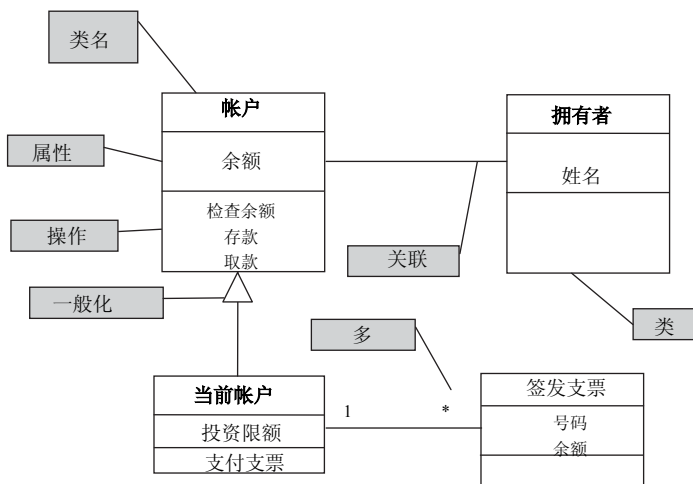 类名
帐户
拥有者
属性
余额
姓名
操作
检查余额
存款
取款
关联
一般化
多
类
当前帐户
投资限额
支付支票
1
*
签发支票
号码
余额